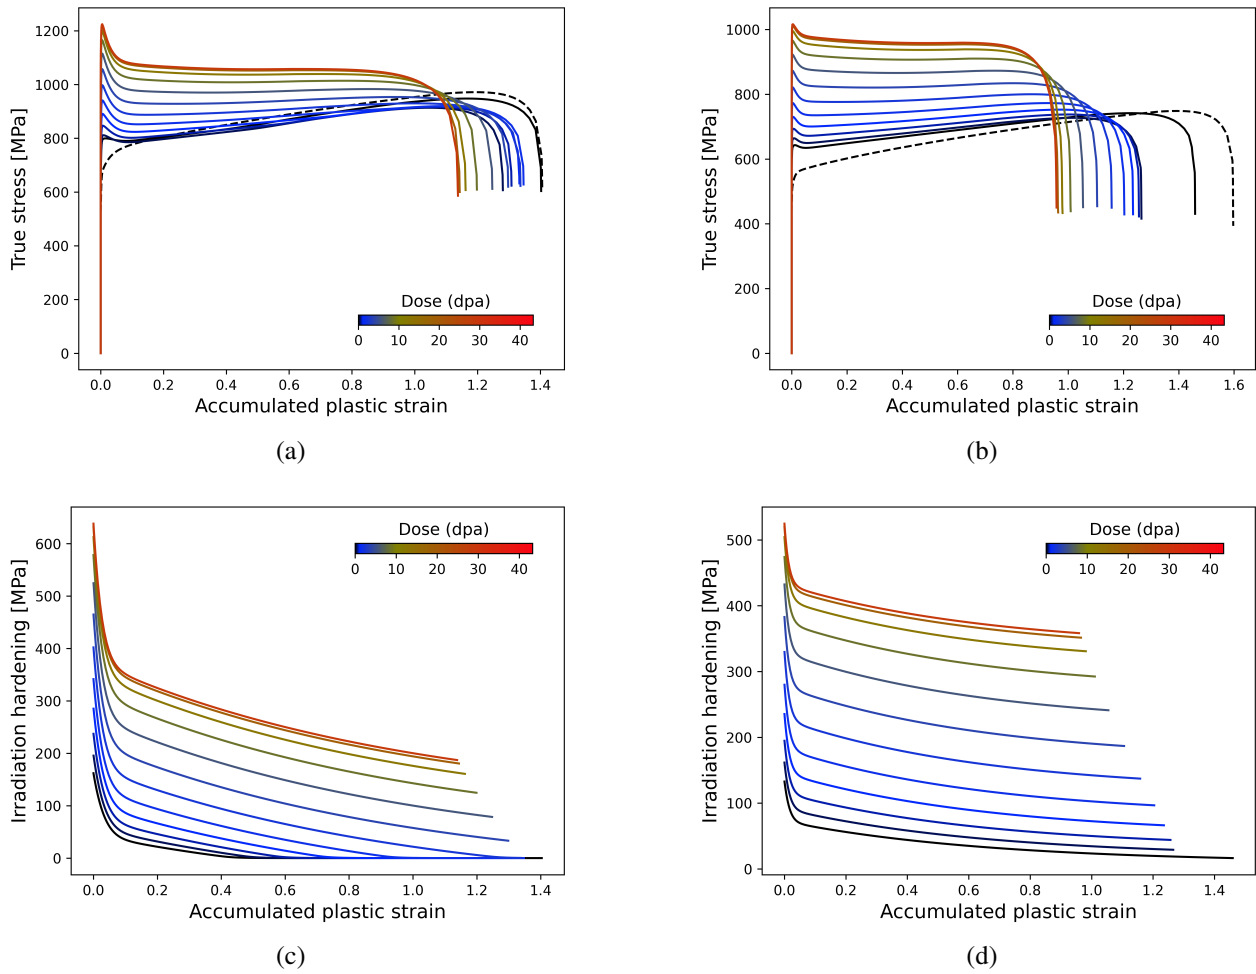 True stress [MPa]
1200
1000
800
600
400
200
0
0.0 0.2 0.4 0.6 0.8 1.0 1.2 1.4
Accumulated plastic strain
Dose (dpa)
0 10 20 30 40
(a)
True stress [MPa]
1000
800
600
400
200
0
0.0 0.2 0.4 0.6 0.8 1.0 1.2 1.4 1.6
Accumulated plastic strain
Dose (dpa)
0 10 20 30 40
(b)
Irradiation hardening [MPa]
600
500
400
300
200
100
0
0.0 0.2 0.4 0.6 0.8 1.0 1.2 1.4
Accumulated plastic strain
Dose (dpa)
0 10 20 30 40
(c)
Irradiation hardening [MPa]
500
400
300
200
100
0
0.0 0.2 0.4 0.6 0.8 1.0 1.2 1.4
Accumulated plastic strain
Dose (dpa)
0 10 20 30 40
(d)